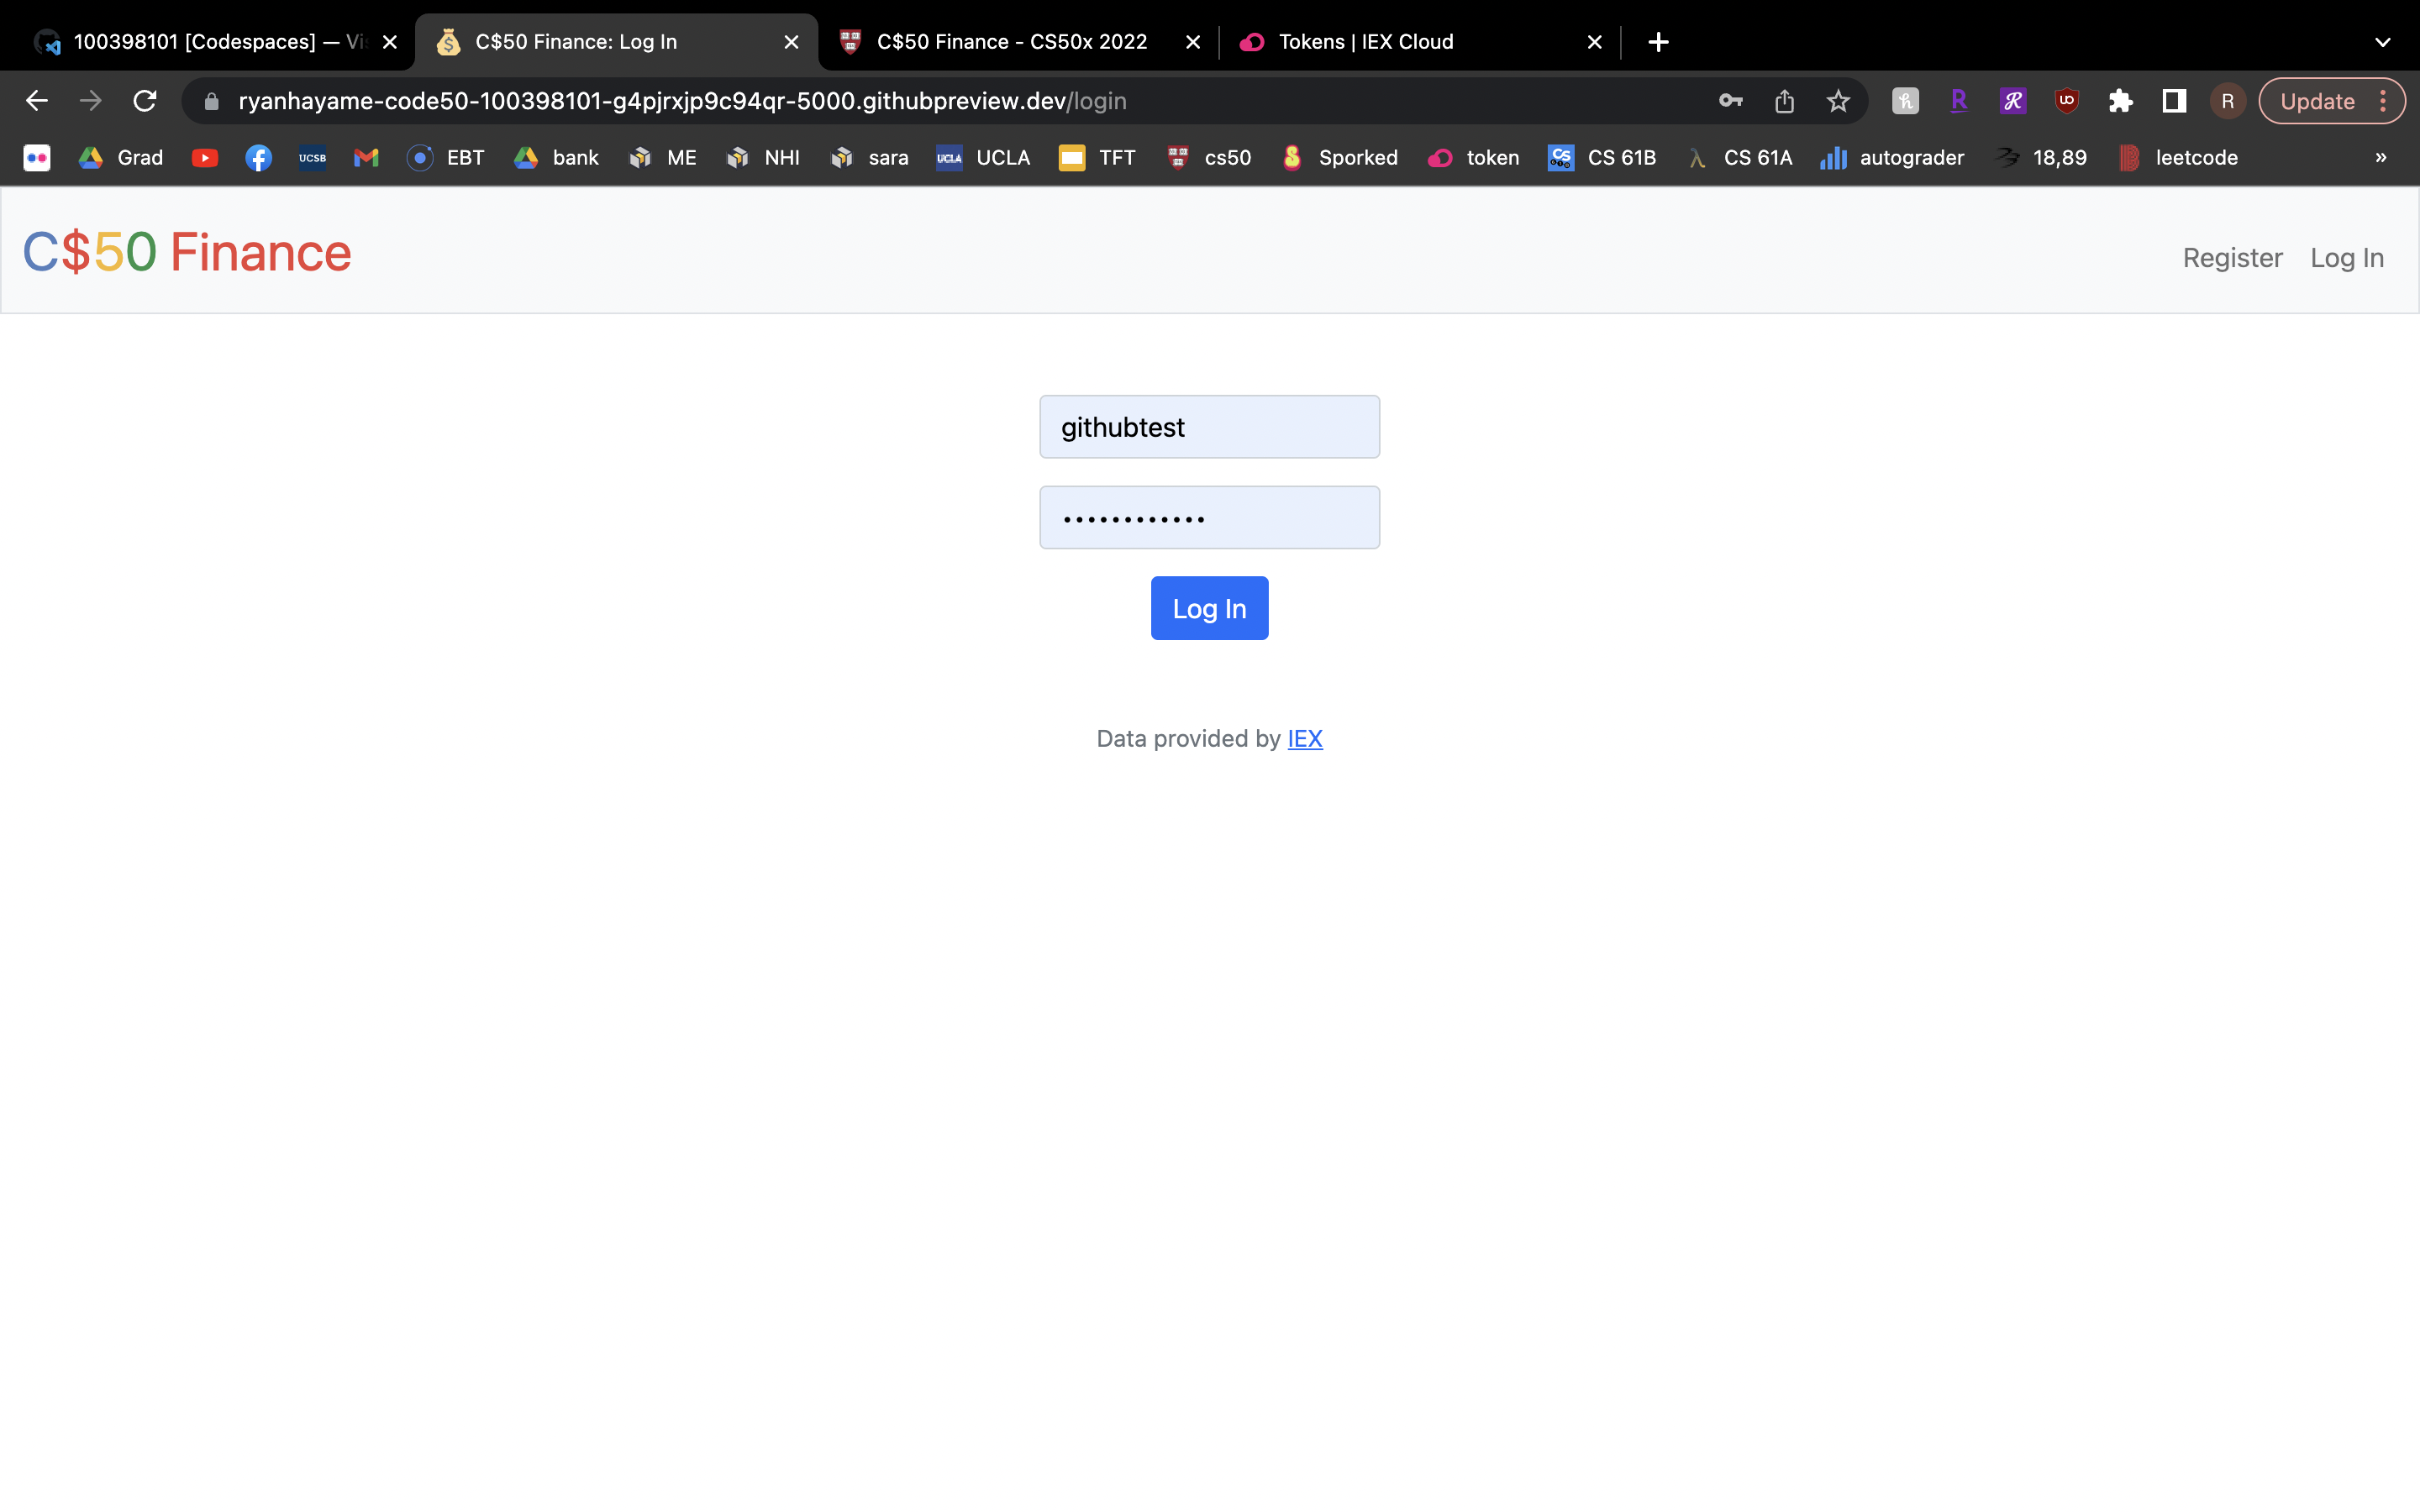 100398101 [Codespaces] — Vi
C$50 Finance: Log In
C$50 Finance - CS50x 2022
Tokens | IEX Cloud
ryanhayame-code50-100398101-g4pjrxjp9c94qr-5000.githubpreview.dev/login
R
Update
Grad
UCSB
EBT
bank
ME
NHI
sara
UCLA UCLA
TFT
cs50
Sporked
token
CS 61B
CS 61A
autograder
18,89
leetcode
»
C$50 Finance
Register
Log In
githubtest
Log In
Data provided by IEX